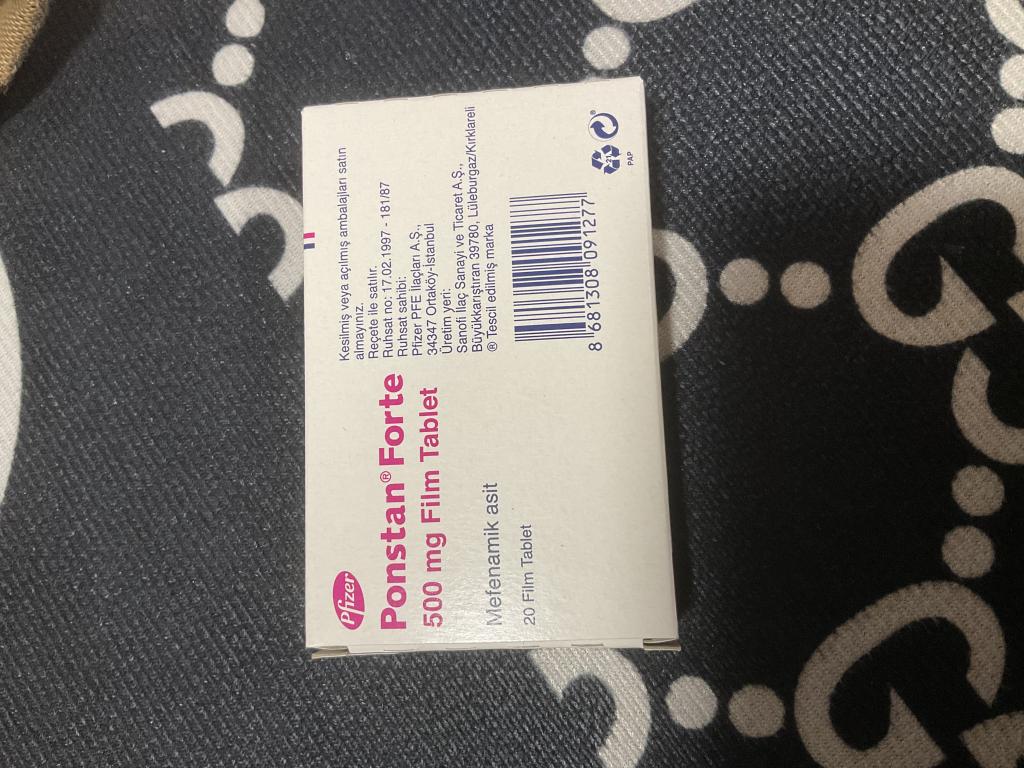 Pfizer
Ponstan® Forte
500 mg Film Tablet
Mefenamik asit
20 Film Tablet
Kesilmiş veya açılmış ambalajları satın
almayınız.
Reçete ile satılır.
Ruhsat no: 17.02.1997 - 181/87
Ruhsat sahibi:
Pfizer PFE İlaçları A.Ş.,
34347 Ortaköy-İstanbul
Üretim yeri:
Sanofi İlaç Sanayi ve Ticaret A.Ş.,
Büyükkarıştıran 39780, Lüleburgaz/Kırklareli
® Tescil edilmiş marka
8 681308 091277
21
PAP
®